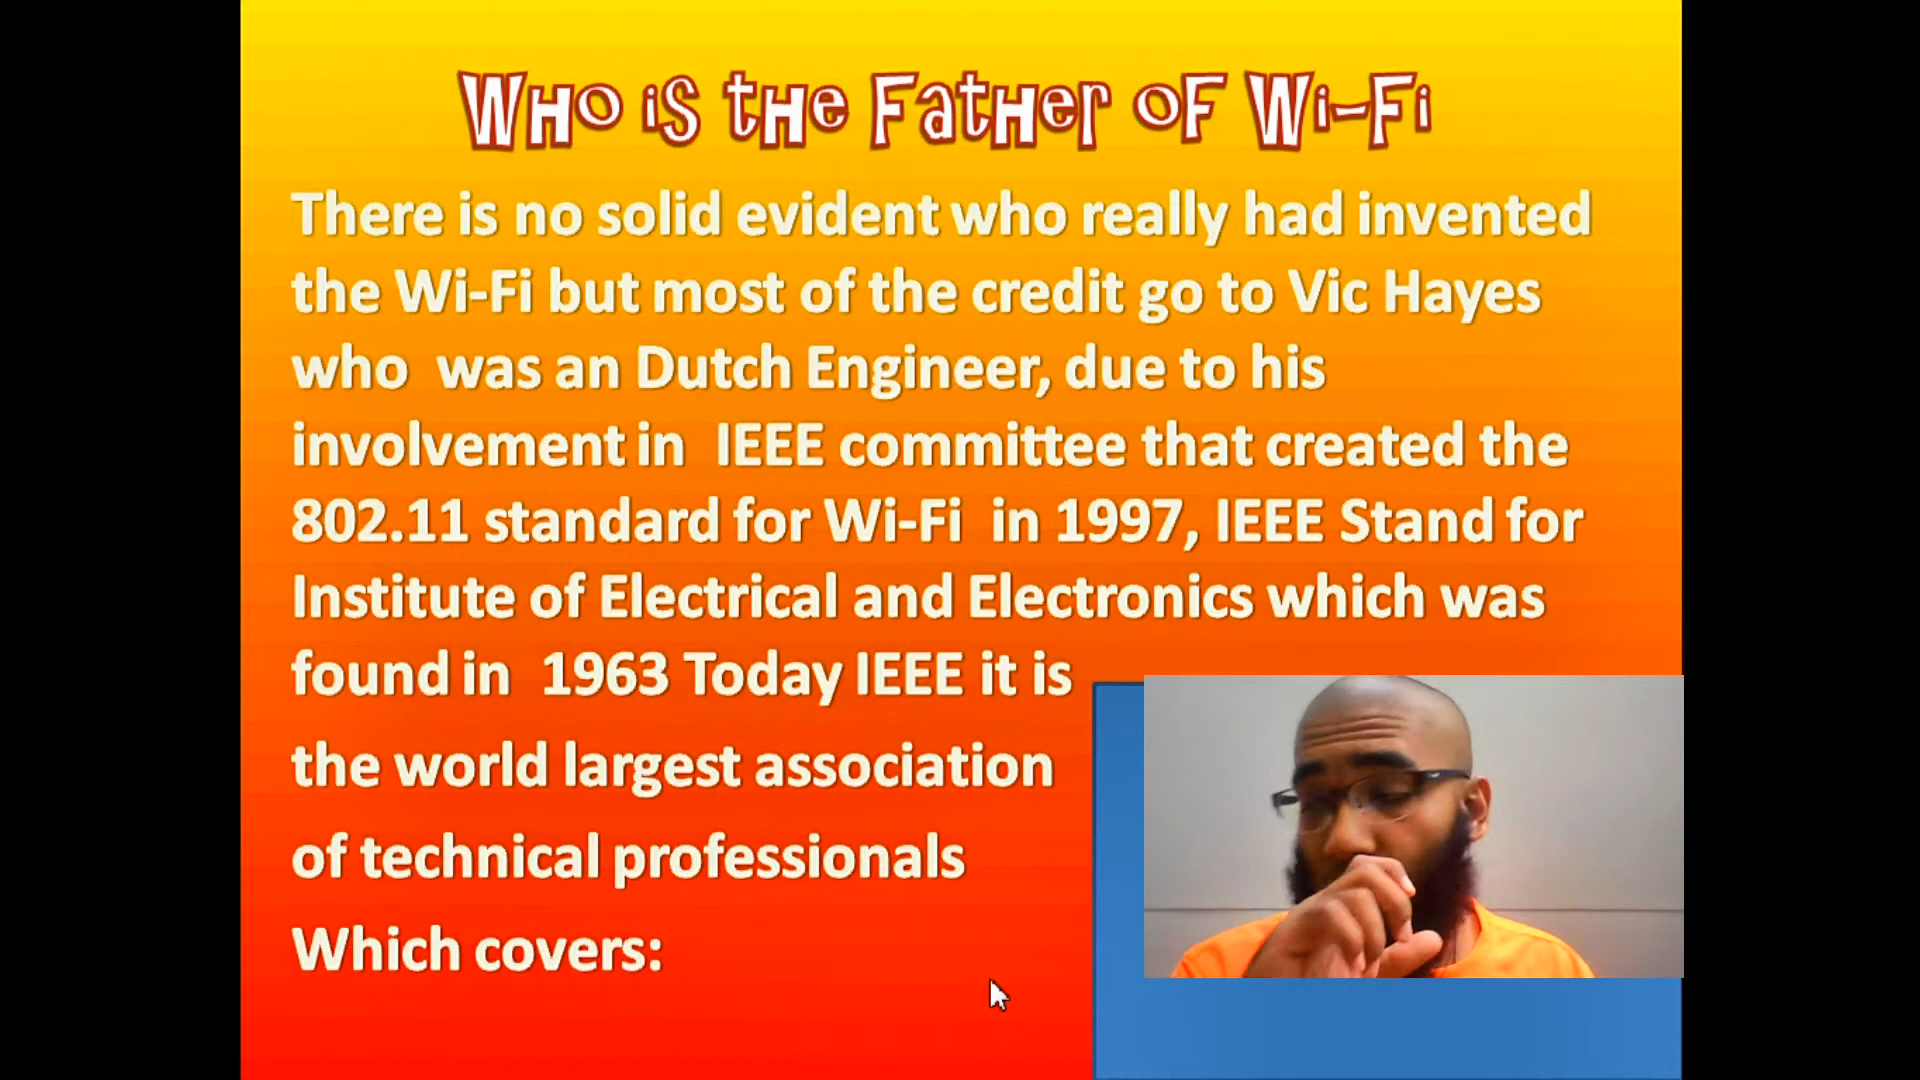 Who is the Father of Wi-Fi
There is no solid evident who really had invented
the Wi-Fi but most of the credit go to Vic Hayes
who was an Dutch Engineer, due to his
involvement in IEEE committee that created the
802.11 standard for Wi-Fi in 1997, IEEE Stand for
Institute of Electrical and Electronics which was
found in 1963 Today IEEE it is
the world largest association
of technical professionals
Which covers: